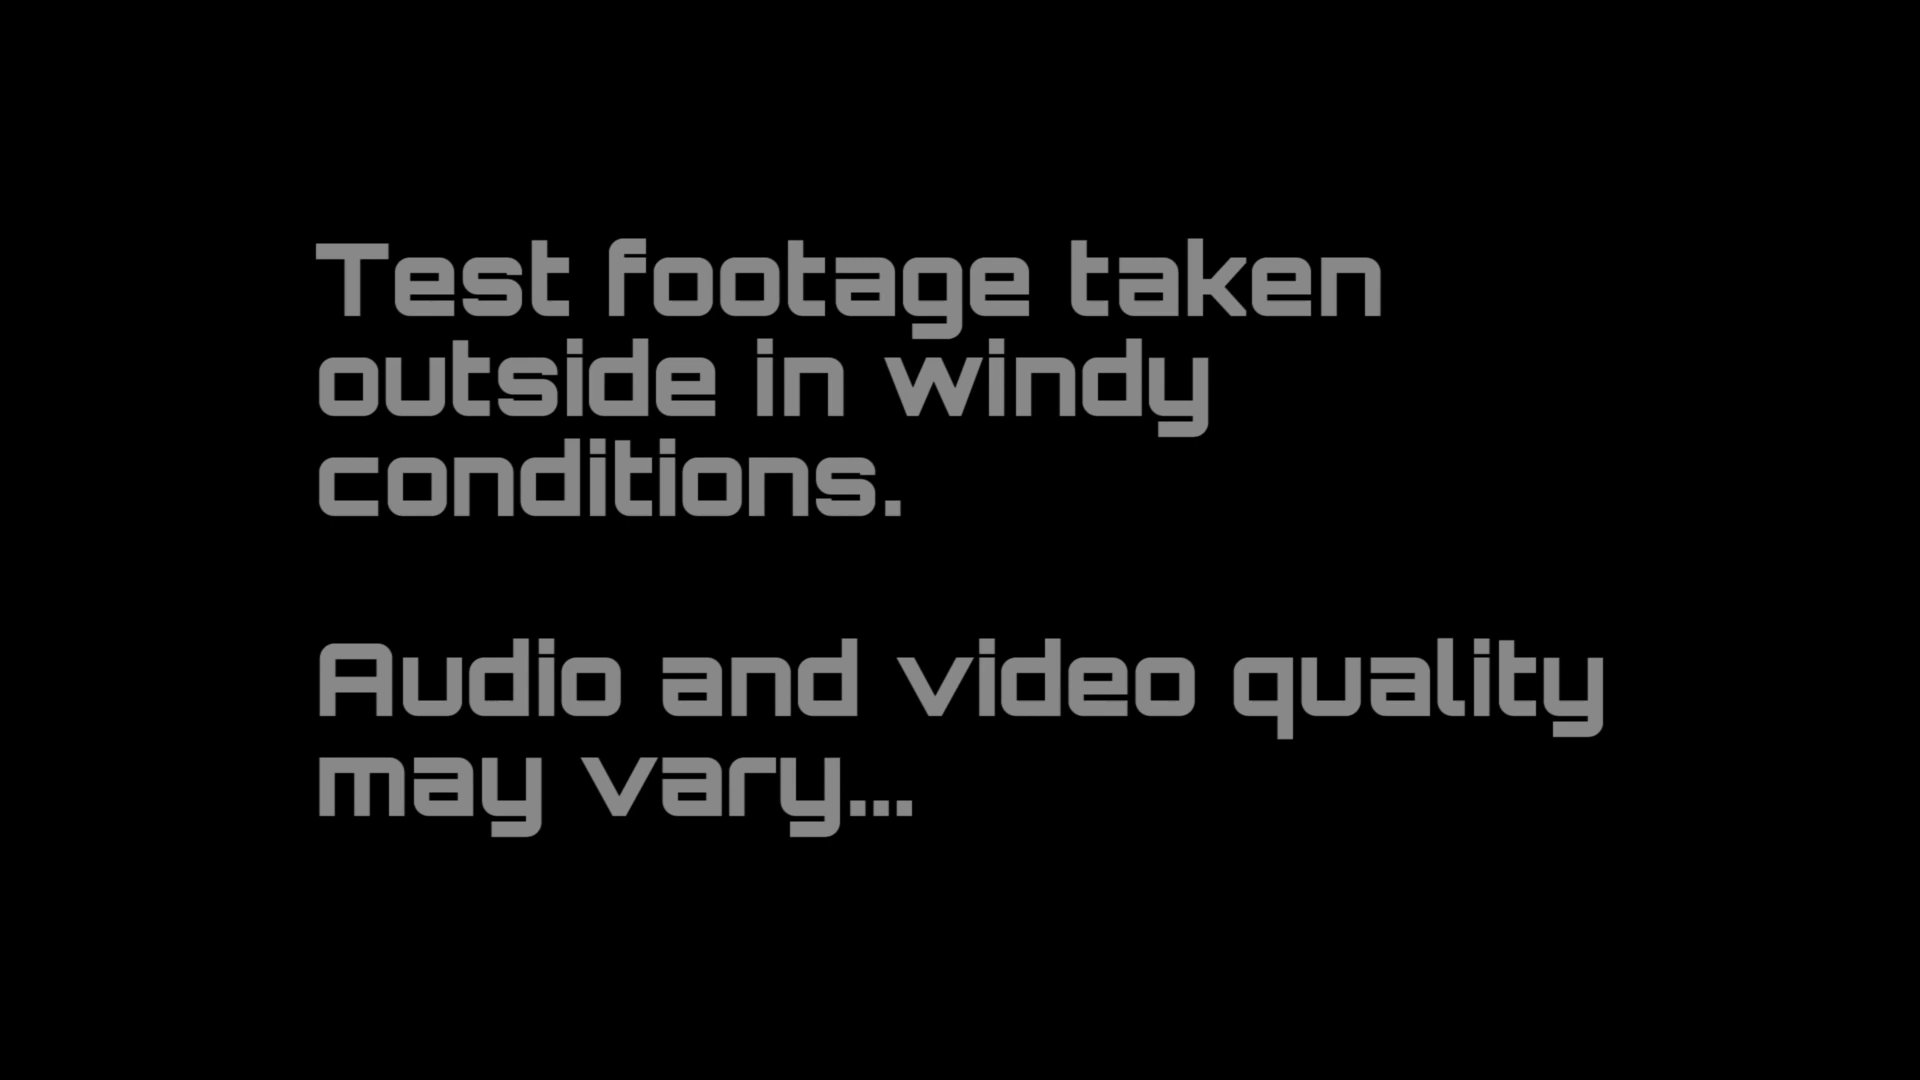 Test footage taken
outside in windy
conditions.
Audio and video quality
may vary...